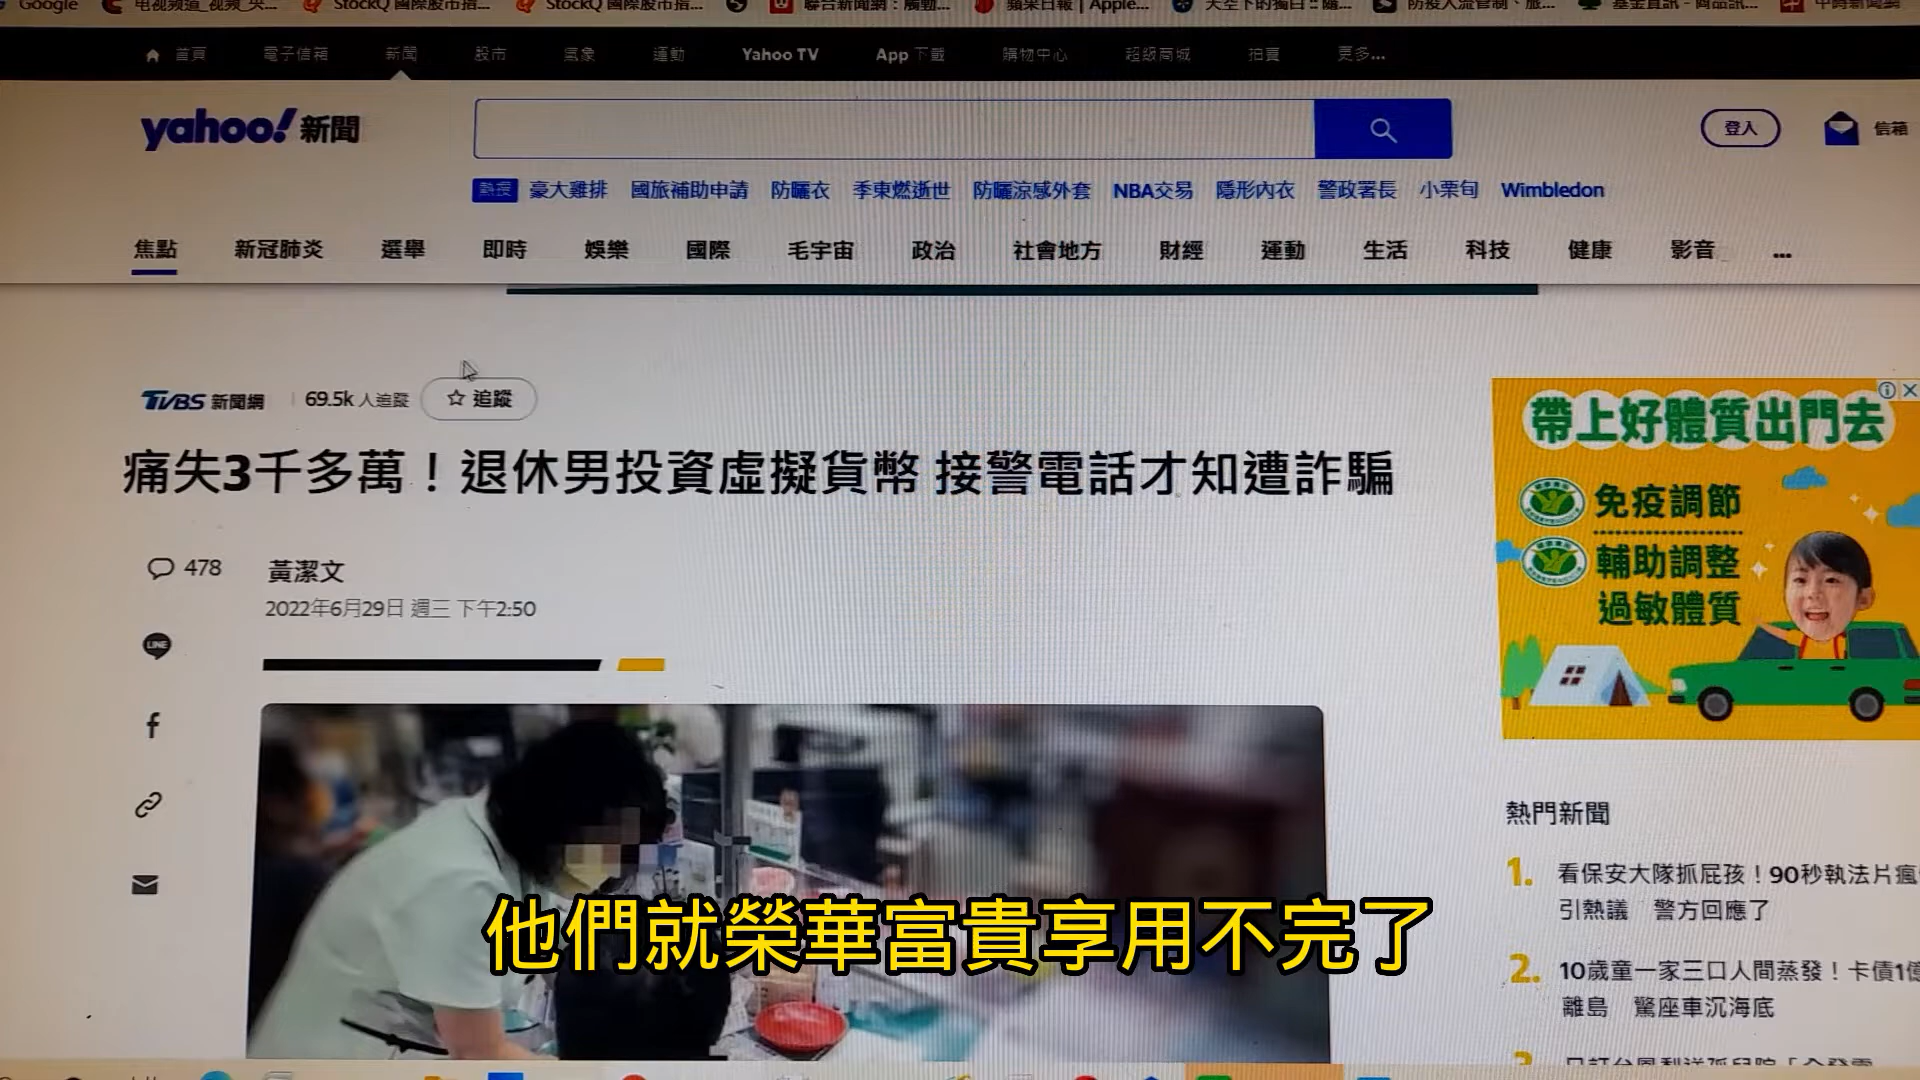 Google
StockQ 國際股市指...
StockQ 國際股市指...
聯合新聞網：觸動...
蘋果日報 | Apple...
天空下的獨白 :: 隨...
防疫人流管制、旅...
基金資訊 - 商品訊...
中時新聞網
首頁
電子信箱
新聞
股市
氣象
運動
Yahoo TV
App 下載
購物中心
超級商城
拍賣
更多...
yahoo!新聞
登入
信箱
熱搜 豪大雞排 國旅補助申請 防曬衣 季東燃逝世 防曬涼感外套 NBA交易 隱形內衣 警政署長 小栗旬 Wimbledon
焦點 新冠肺炎 選舉 即時 娛樂 國際 毛宇宙 政治 社會地方 財經 運動 生活 科技 健康 影音 ...
TVBS 新聞網 | 69.5k 人追蹤 ☆ 追蹤
痛失3千多萬！退休男投資虛擬貨幣 接警電話才知遭詐騙
478
黃潔文
2022年6月29日 週三 下午2:50
LINE
帶上好體質出門去
免疫調節
輔助調整
過敏體質
熱門新聞
1. 看保安大隊抓屁孩！90秒執法片瘋
引熱議 警方回應了
2. 10歲童一家三口人間蒸發！卡債1億
離島 驚座車沉海底
3.
他們就榮華富貴享用不完了